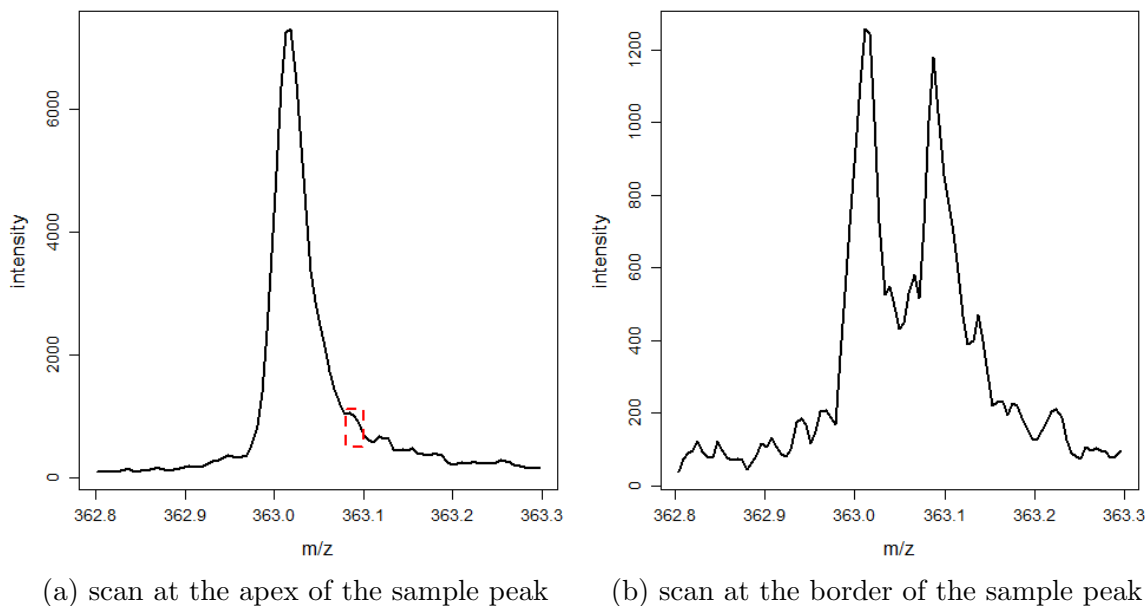 intensity
0
2000
4000
6000
362.8 362.9 363.0 363.1 363.2 363.3
m/z
(a) scan at the apex of the sample peak
intensity
0
200
400
600
800
1000
1200
362.8 362.9 363.0 363.1 363.2 363.3
m/z
(b) scan at the border of the sample peak